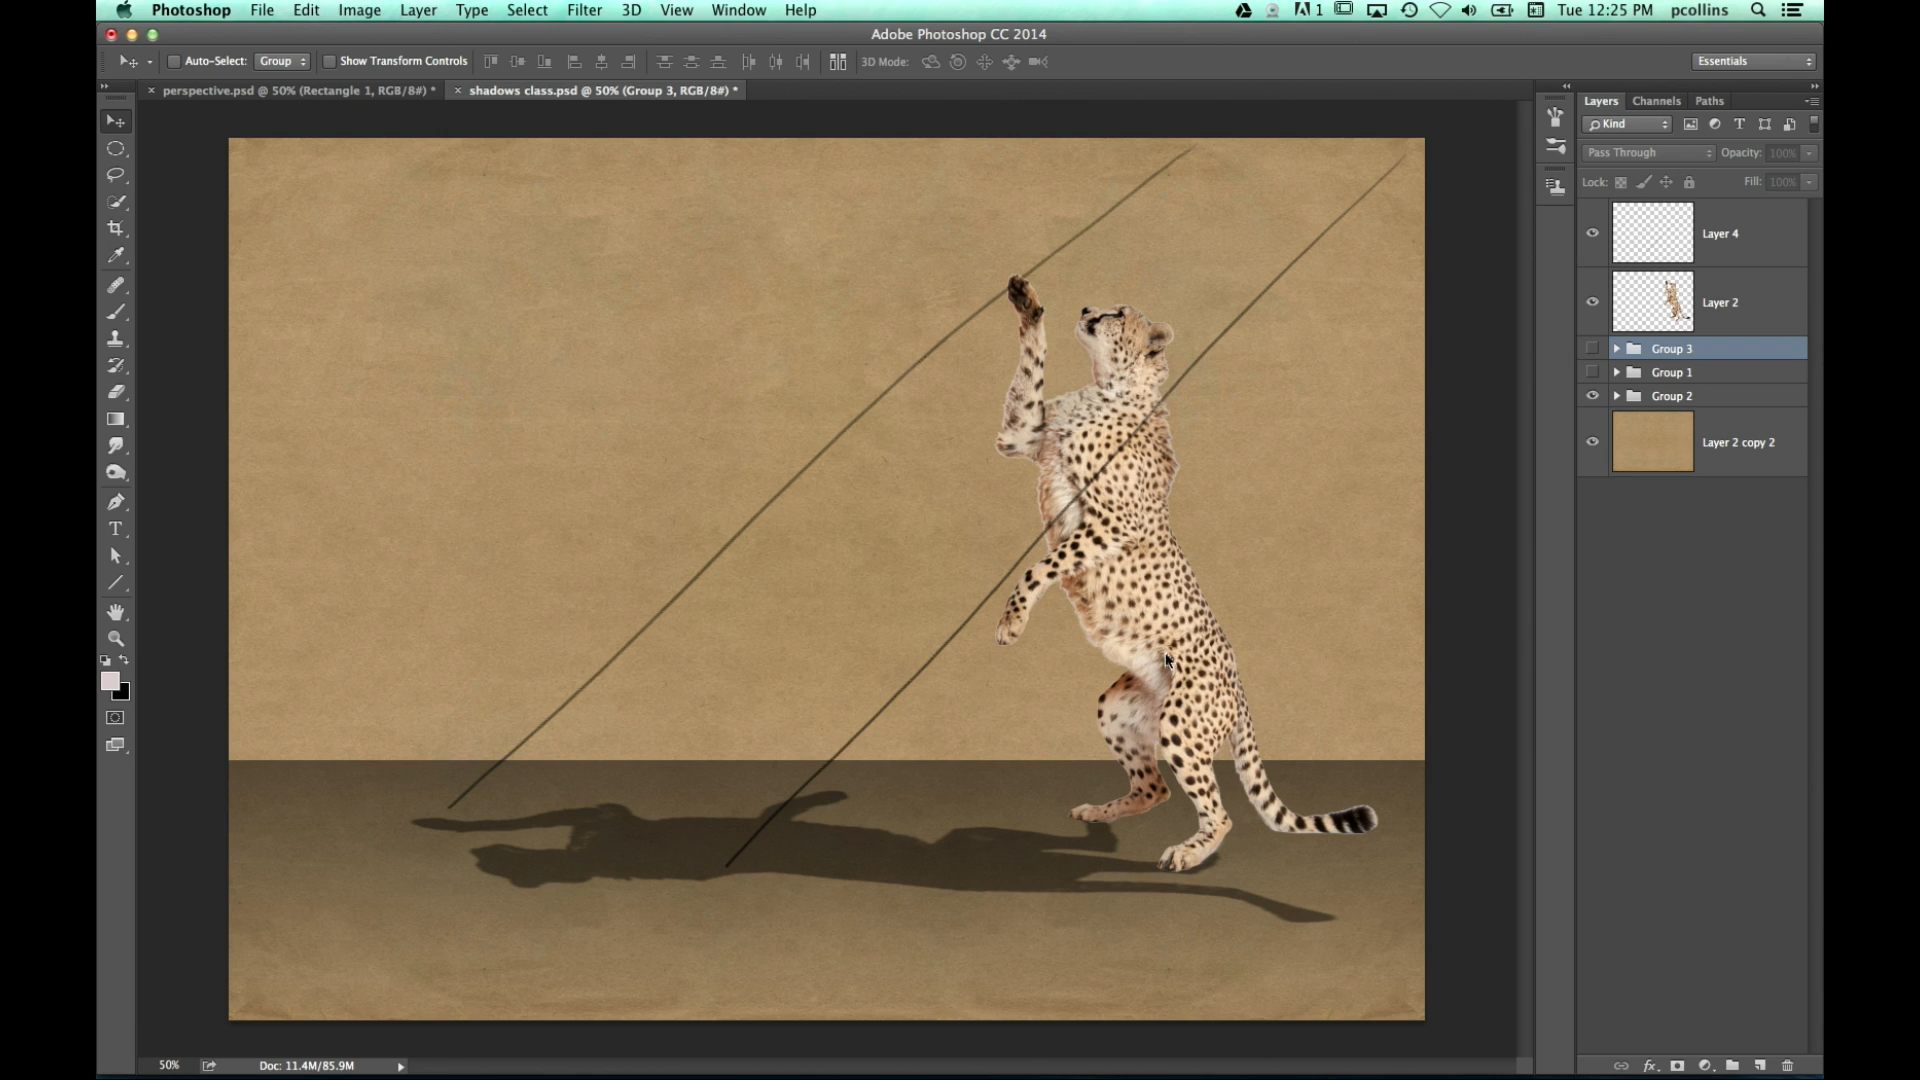 Photoshop File Edit Image Layer Type Select Filter 3D View Window Help 1 Tue 12:25 PM pcollins
Adobe Photoshop CC 2014
Auto-Select: Group Show Transform Controls 3D Mode: Essentials
perspective.psd @ 50% (Rectangle 1, RGB/8#) * shadows class.psd @ 50% (Group 3, RGB/8#) *
Layers Channels Paths
Kind
Pass Through Opacity: 100%
Lock: Fill: 100%
Layer 4
Layer 2
Group 3
Group 1
Group 2
Layer 2 copy 2
50% Doc: 11.4M/85.9M